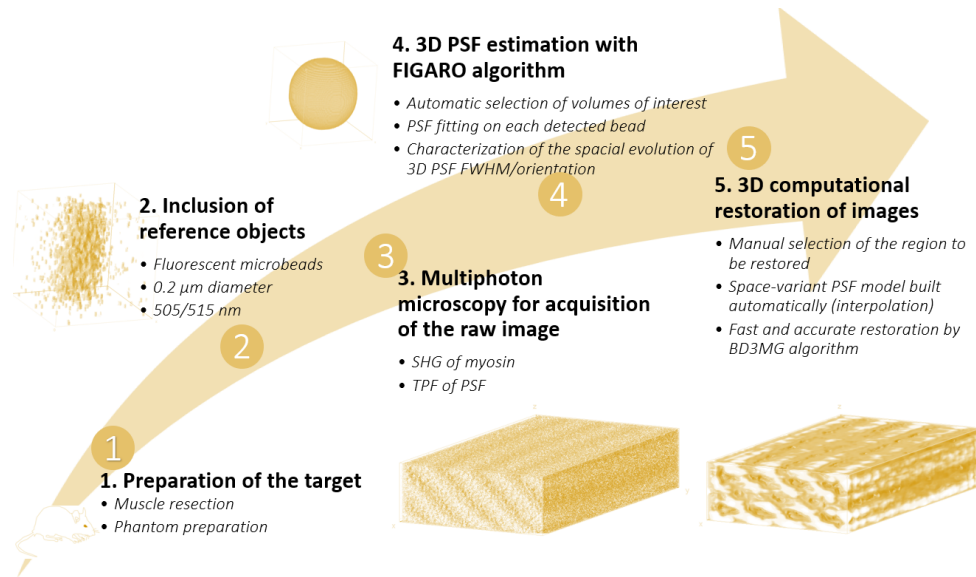 1
1. Preparation of the target
• Muscle resection
• Phantom preparation
2
2. Inclusion of
reference objects
• Fluorescent microbeads
• 0.2 µm diameter
• 505/515 nm
3
3. Multiphoton
microscopy for acquisition
of the raw image
• SHG of myosin
• TPF of PSF
4
4. 3D PSF estimation with
FIGARO algorithm
• Automatic selection of volumes of interest
• PSF fitting on each detected bead
• Characterization of the spacial evolution of
3D PSF FWHM/orientation
5
5. 3D computational
restoration of images
• Manual selection of the region to
be restored
• Space-variant PSF model built
automatically (interpolation)
• Fast and accurate restoration by
BD3MG algorithm